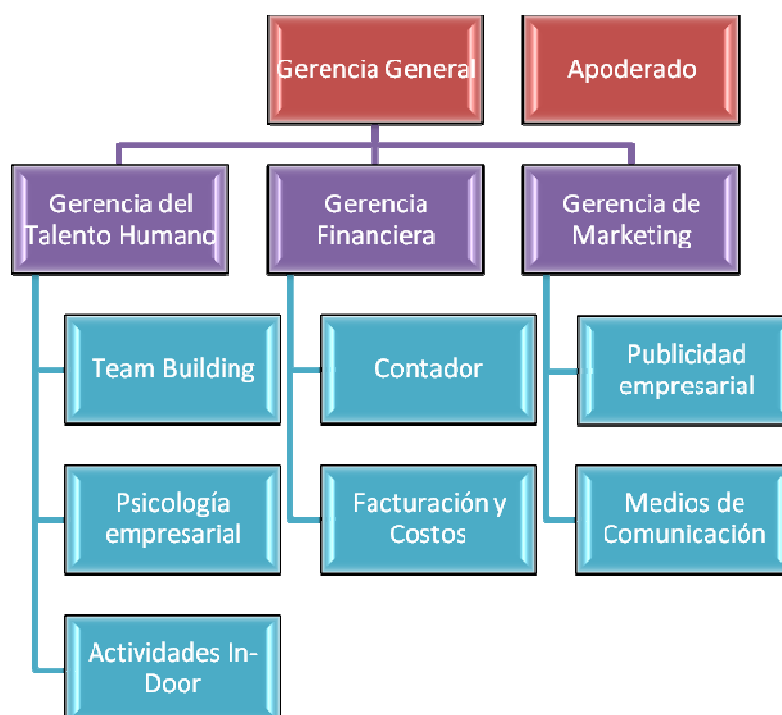 Gerencia General
Apoderado
Gerencia del
Talento Humano
Gerencia
Financiera
Gerencia de
Marketing
Team Building
Contador
Publicidad
empresarial
Psicología
empresarial
Facturación y
Costos
Medios de
Comunicación
Actividades In-
Door